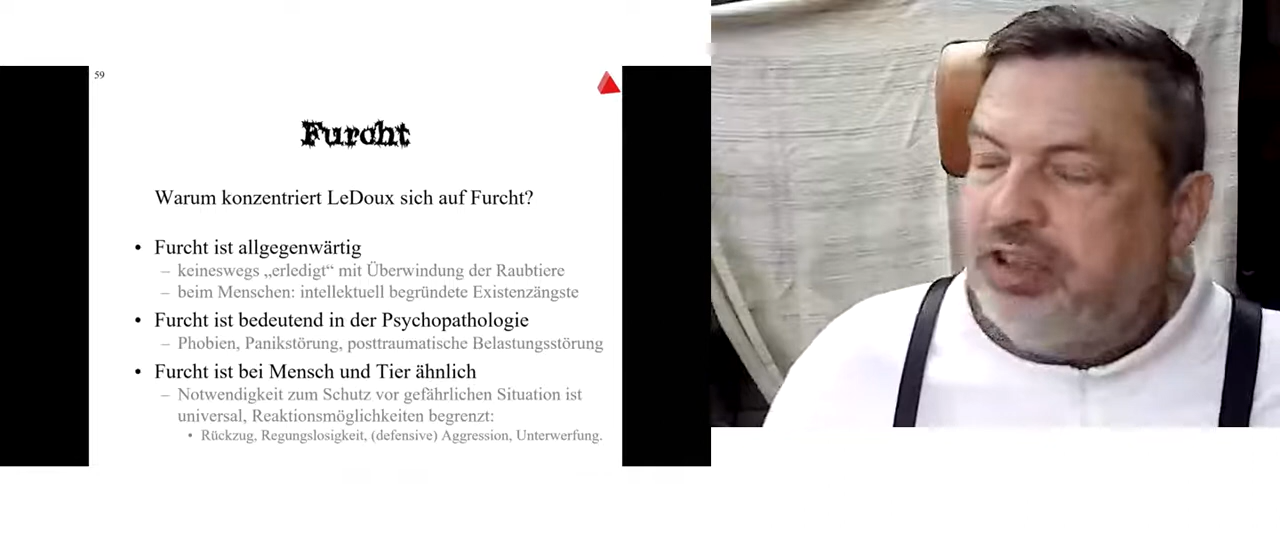 59
Furcht
Warum konzentriert LeDoux sich auf Furcht?
• Furcht ist allgegenwärtig
– keineswegs „erledigt“ mit Überwindung der Raubtiere
– beim Menschen: intellektuell begründete Existenzängste
• Furcht ist bedeutend in der Psychopathologie
– Phobien, Panikstörung, posttraumatische Belastungsstörung
• Furcht ist bei Mensch und Tier ähnlich
– Notwendigkeit zum Schutz vor gefährlichen Situation ist
universal, Reaktionsmöglichkeiten begrenzt:
• Rückzug, Regungslosigkeit, (defensive) Aggression, Unterwerfung.